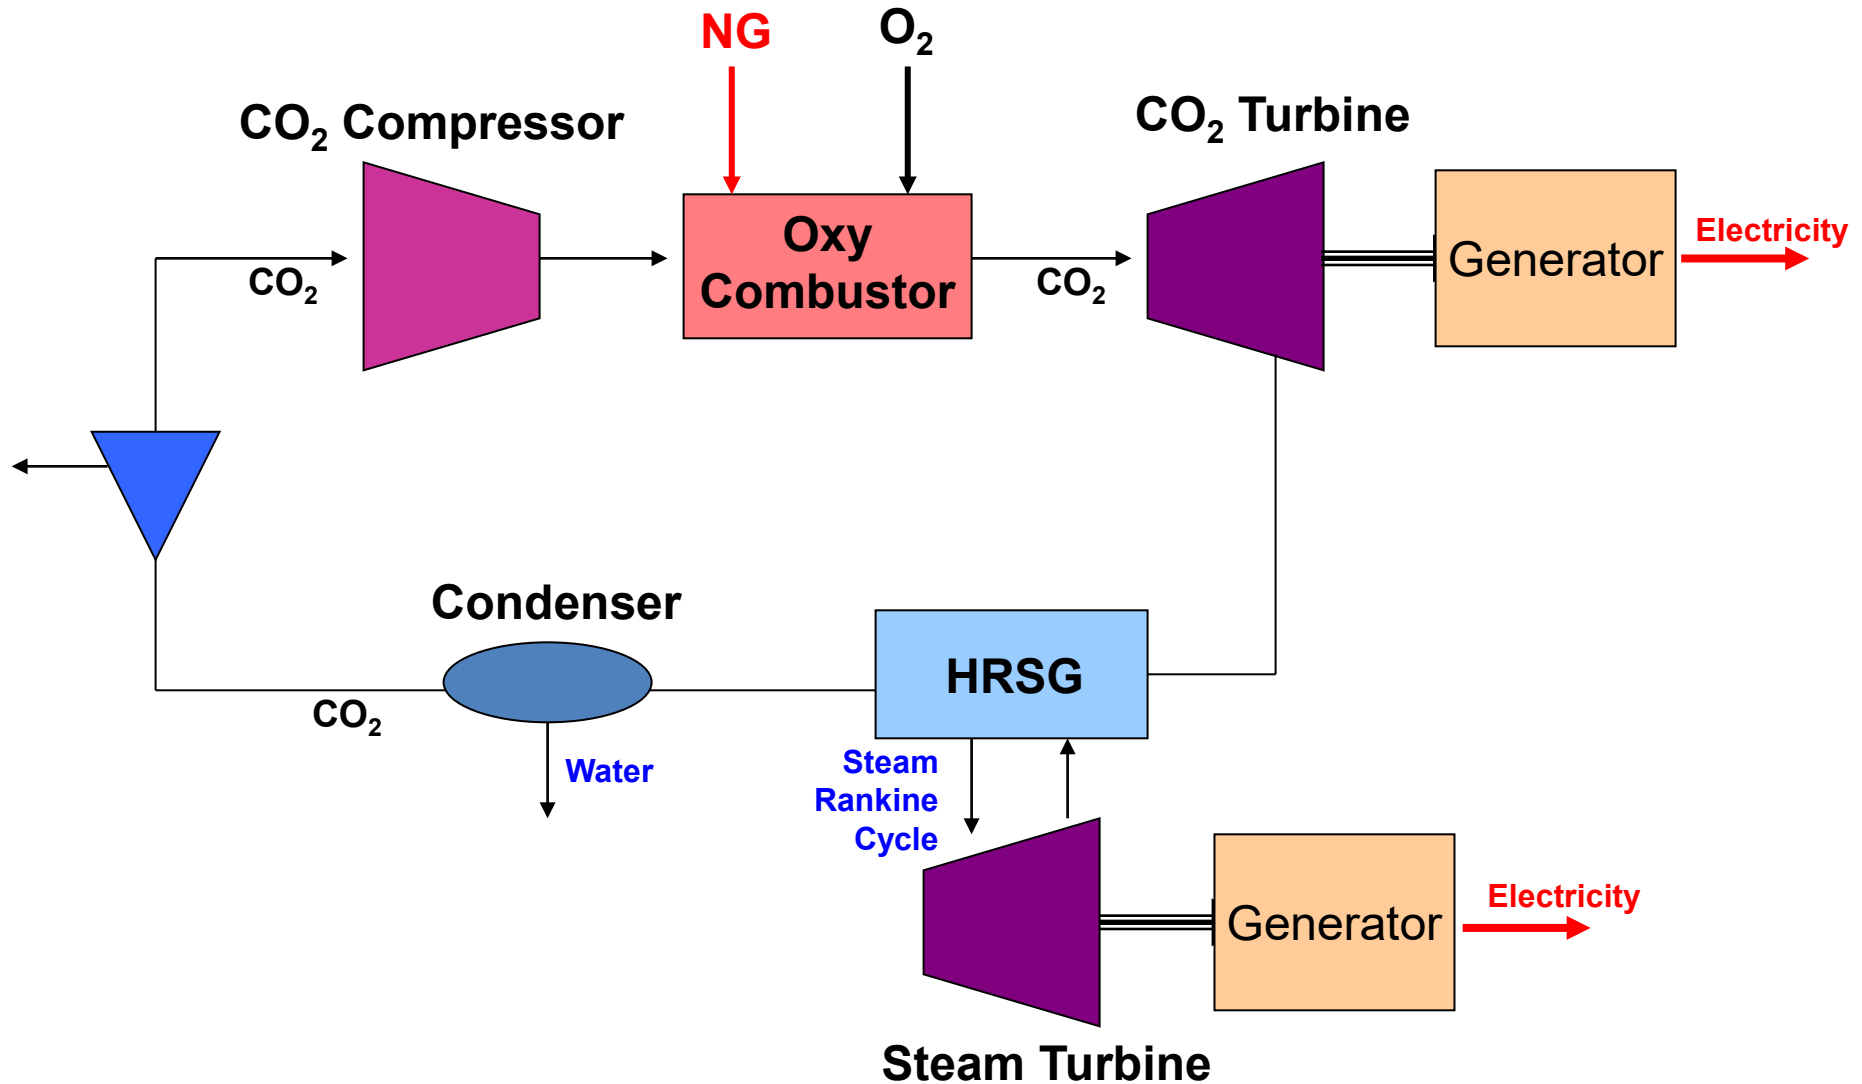 NG
O₂
CO₂ Compressor
CO₂ Turbine
Oxy
Combustor
Generator
Electricity
CO₂
CO₂
Condenser
HRSG
CO₂
Water
Steam
Rankine
Cycle
Generator
Electricity
Steam Turbine